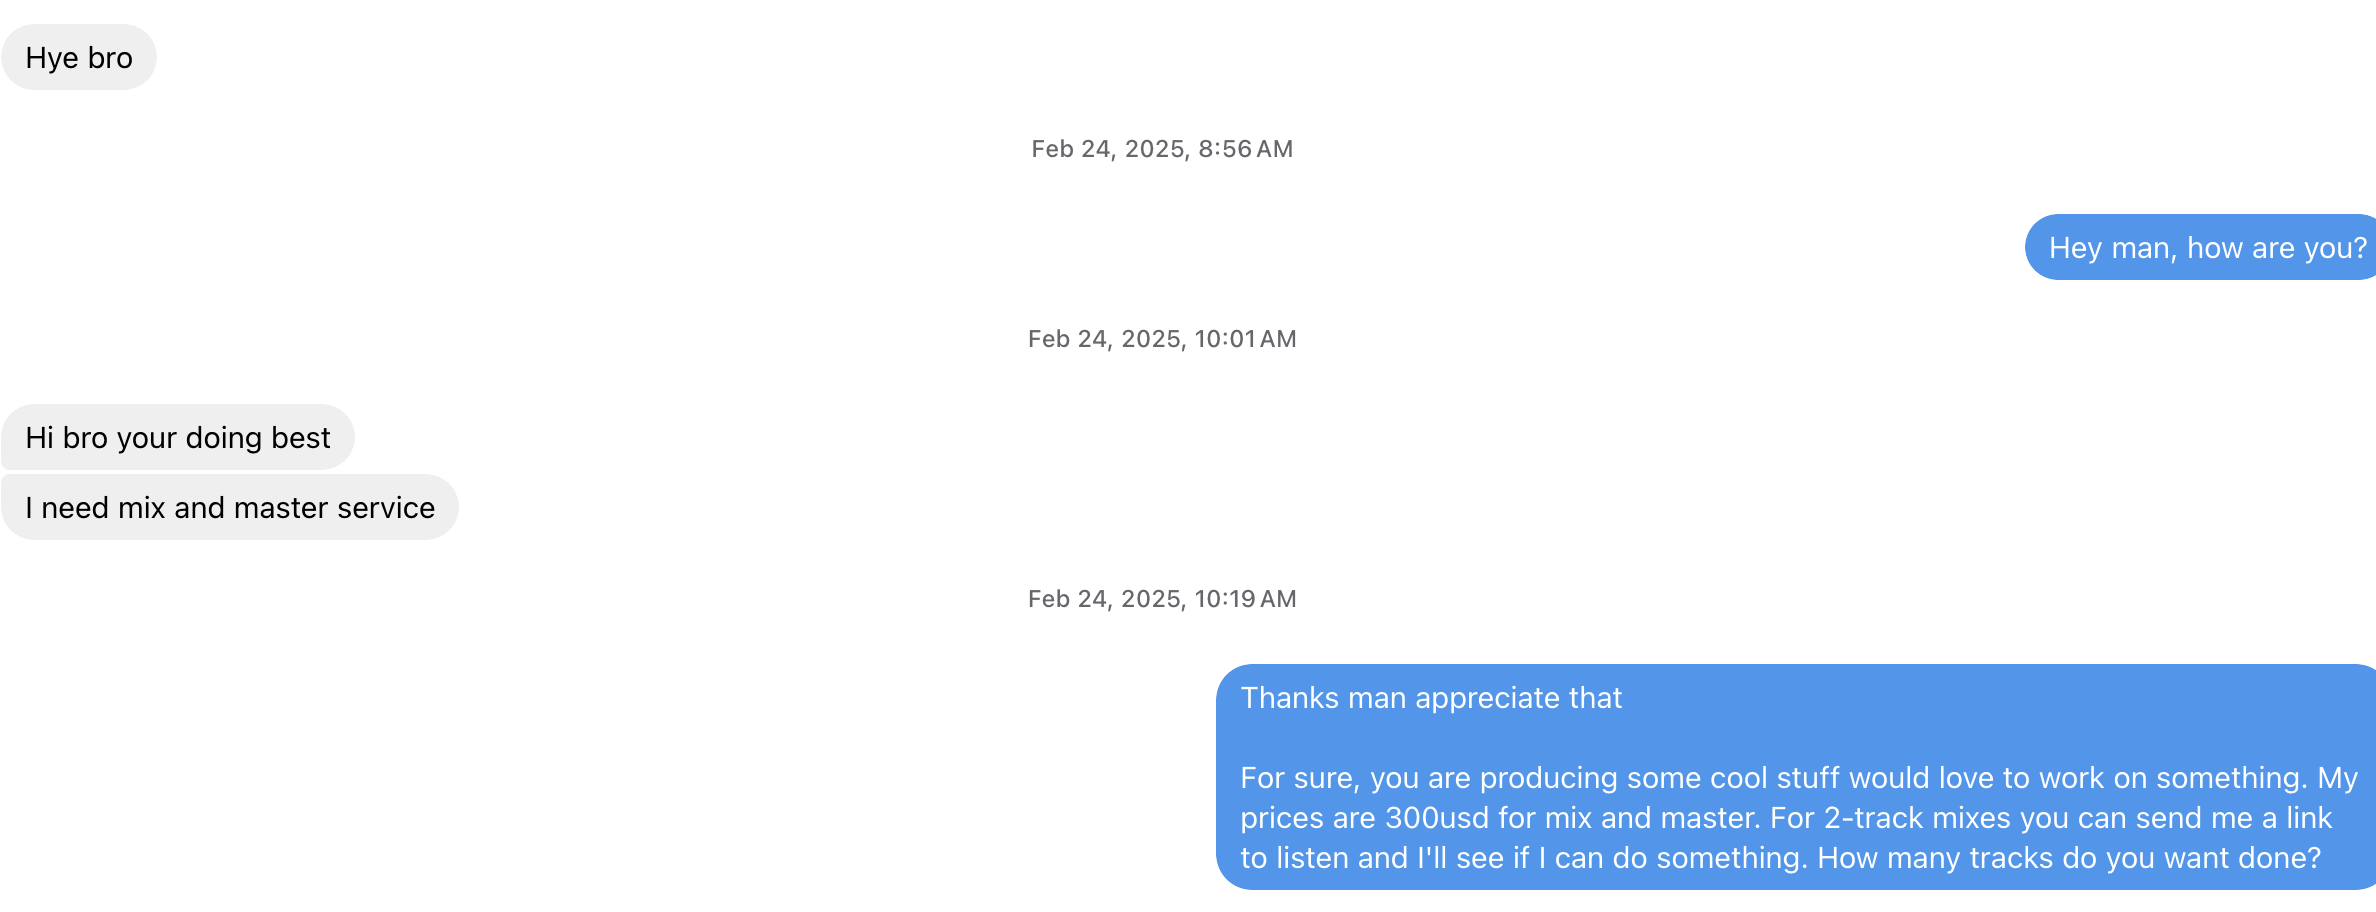 Hye bro
Feb 24, 2025, 8:56 AM
Hey man, how are you?
Feb 24, 2025, 10:01 AM
Hi bro your doing best
I need mix and master service
Feb 24, 2025, 10:19 AM
Thanks man appreciate that
For sure, you are producing some cool stuff would love to work on something. My
prices are 300usd for mix and master. For 2-track mixes you can send me a link
to listen and I'll see if I can do something. How many tracks do you want done?